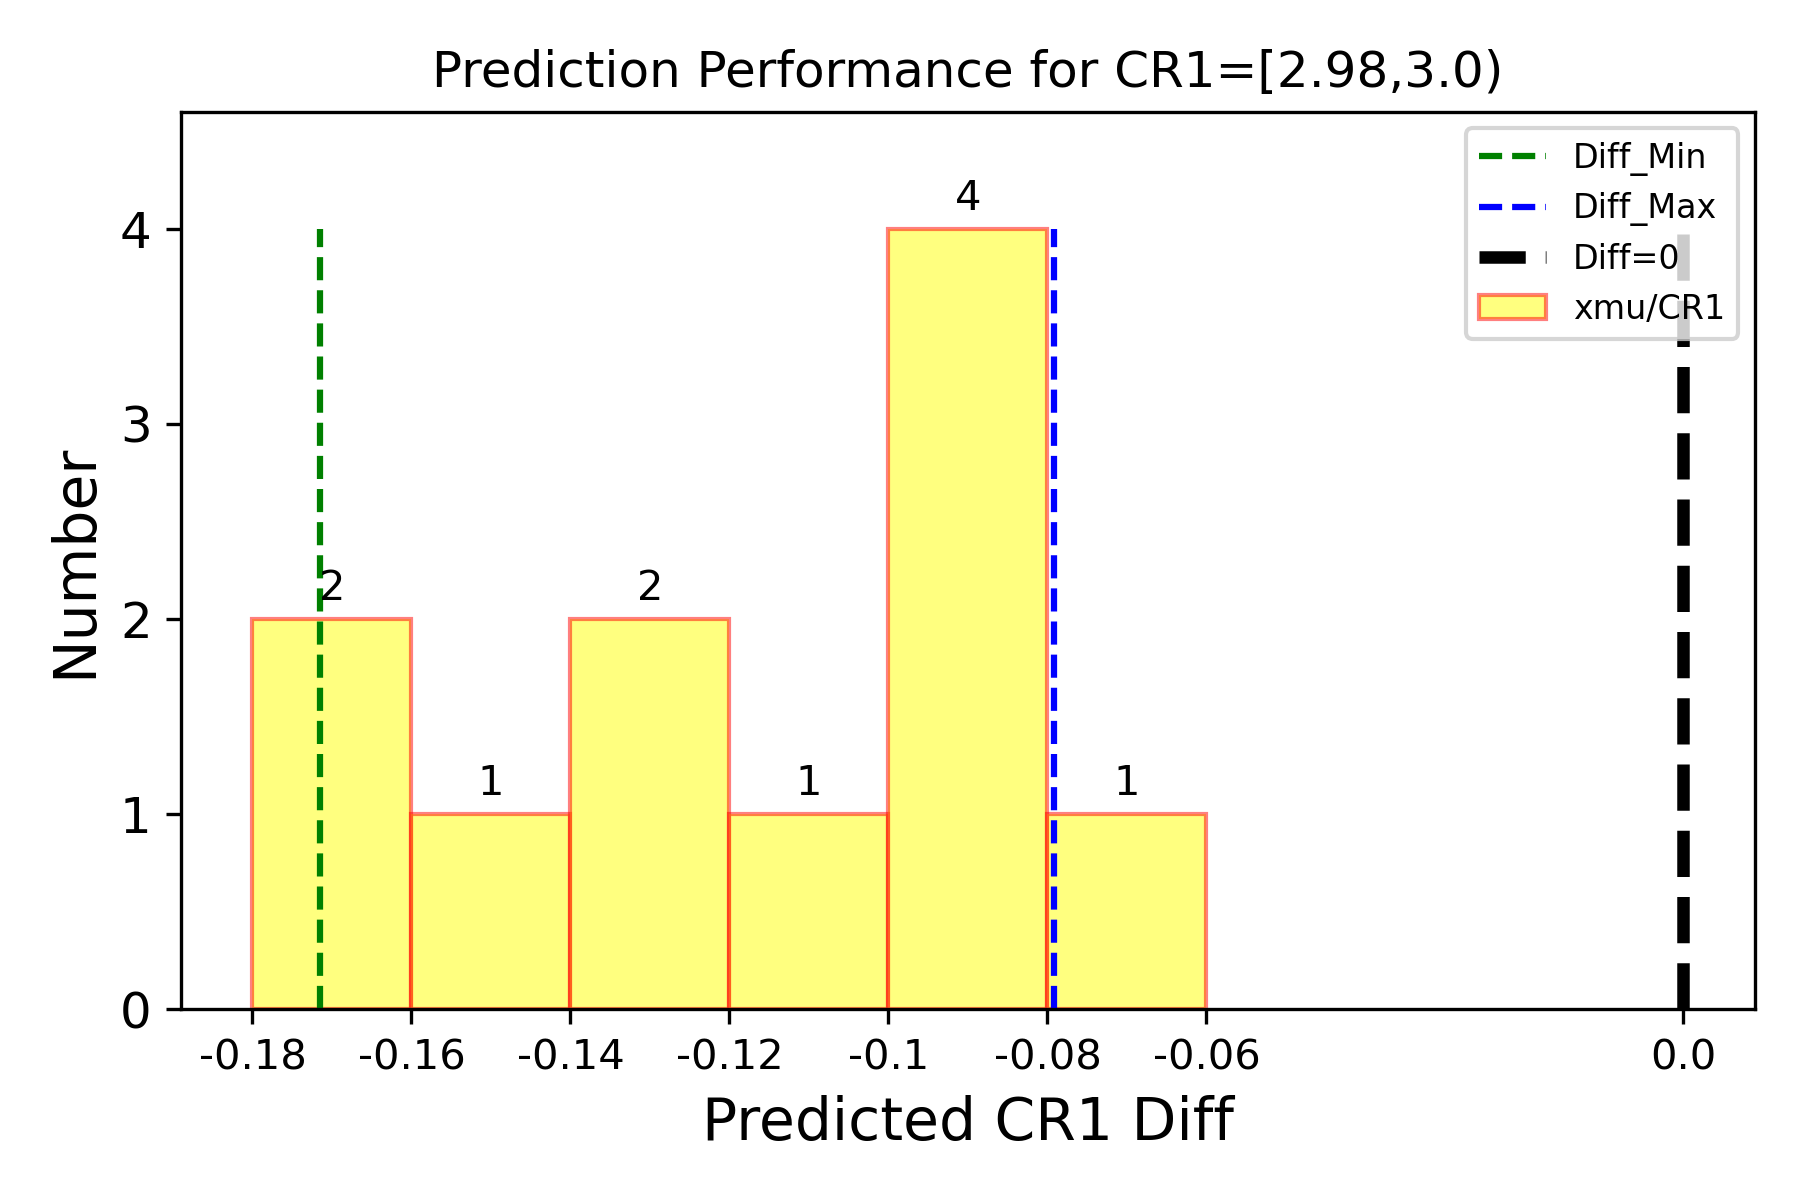 Prediction Performance for CR1=[2.98,3.0)
Diff_Min
Diff_Max
Diff=0
xmu/CR1
Number
4
3
2
1
0
2
1
2
1
4
1
-0.18
-0.16
-0.14
-0.12
-0.1
-0.08
-0.06
0.0
Predicted CR1 Diff